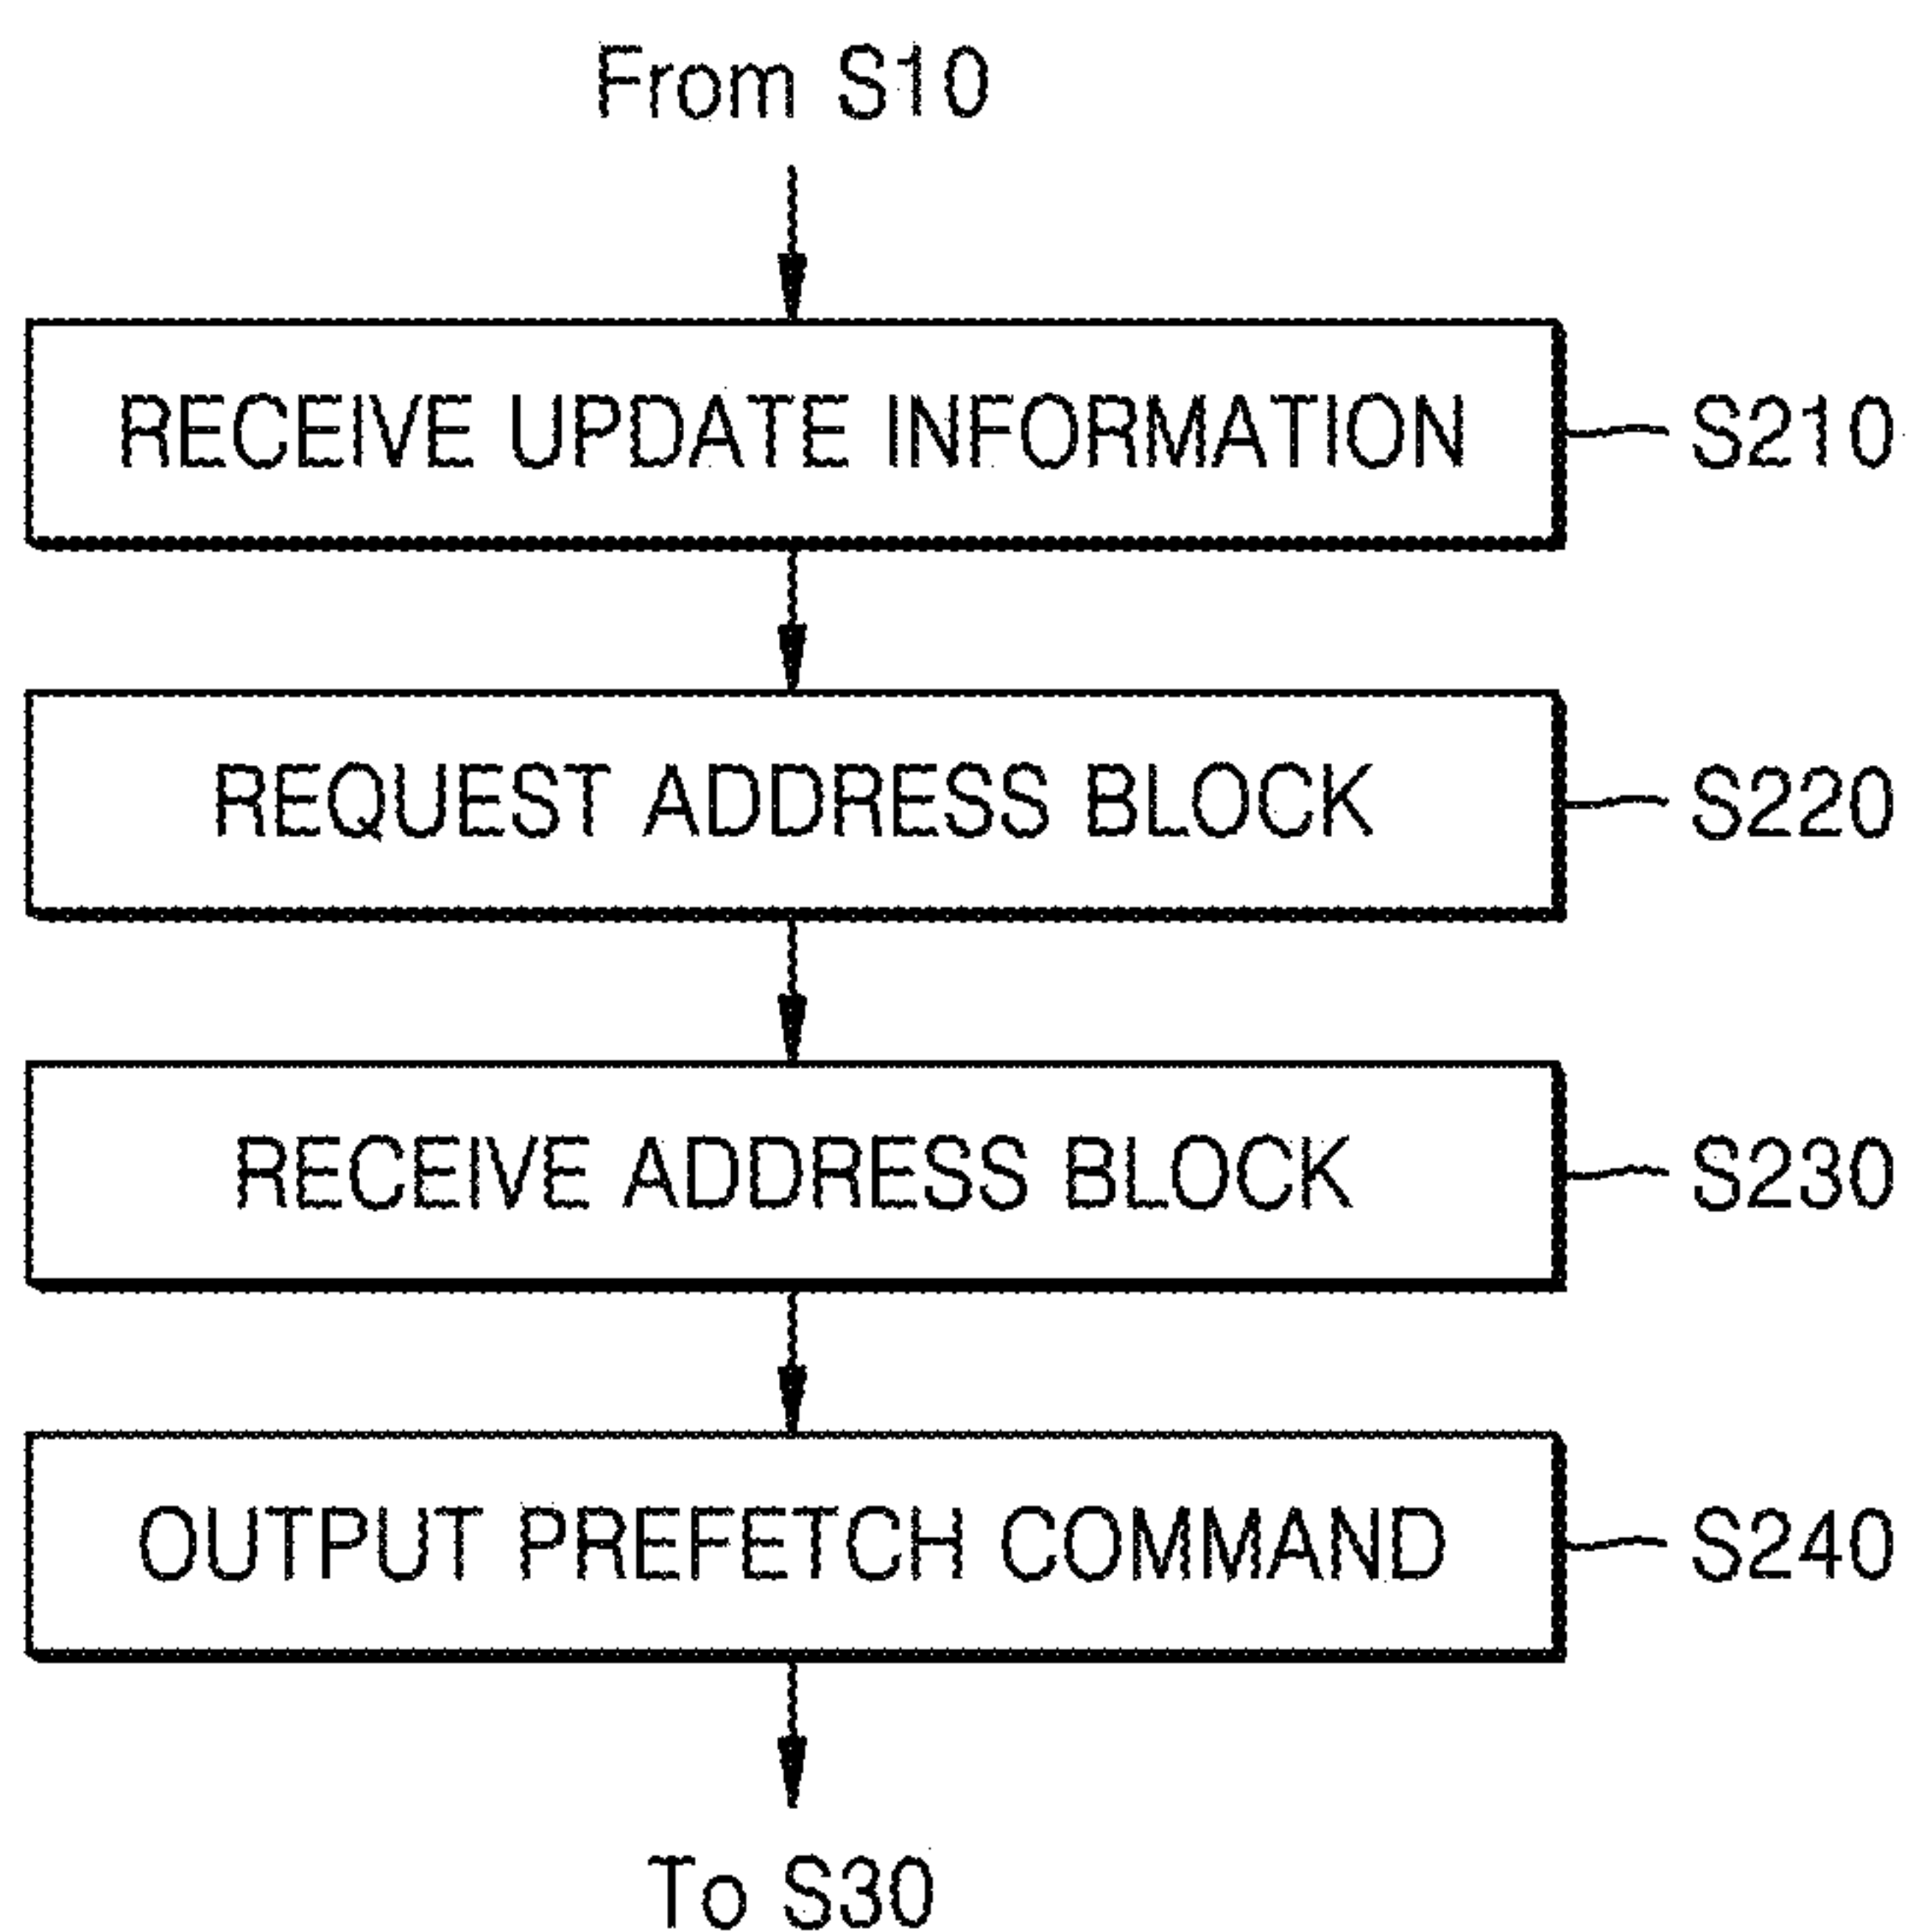 From S10
RECEIVE UPDATE INFORMATION S210
REQUEST ADDRESS BLOCK S220
RECEIVE ADDRESS BLOCK S230
OUTPUT PREFETCH COMMAND S240
To S30